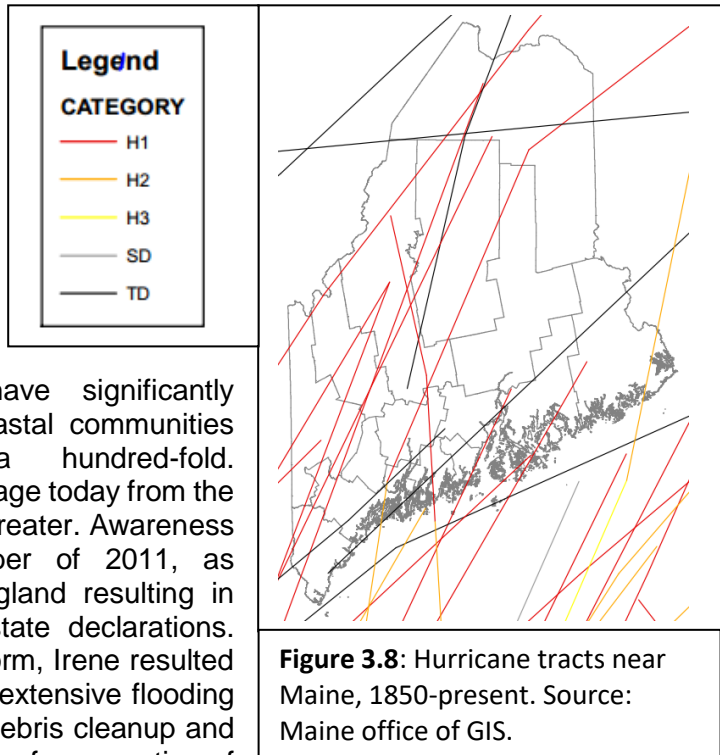 Legend
CATEGORY
H1
H2
H3
SD
TD
have significantly
astal communities
a hundred-fold.
age today from the
reater. Awareness
ber of 2011, as
gland resulting in
state declarations.
orm, Irene resulted
extensive flooding
ebris cleanup and
Figure 3.8: Hurricane tracts near
Maine, 1850-present. Source:
Maine office of GIS.